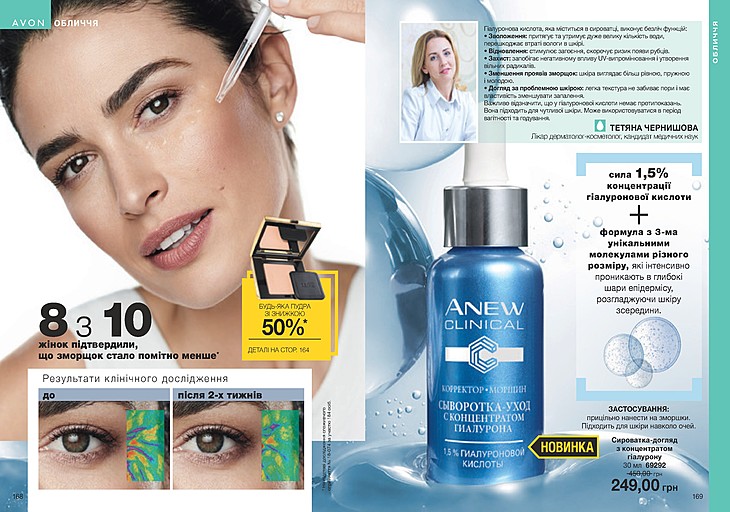 AVON ОБЛИЧЧЯ
8 З 10
жінок підтвердили,
що зморщок стало помітно менше*
БУДЬ-ЯКА ПУДРА
ЗІ ЗНИЖКОЮ
50%*
ДЕТАЛІ НА СТОР. 164
Результати клінічного дослідження
до
після 2-х тижнів
168
Гіалуронова кислота, яка міститься в сироватці, виконує безліч функцій:
• Зволоження: притягує та утримує дуже велику кількість води,
перешкоджає втраті вологи в шкірі.
• Відновлення: стимулює загоєння, скорочує ризик появи рубців.
• Захист: запобігає негативному впливу UV-випромінювання і утворення
вільних радикалів.
• Зменшення проявів зморщок: шкіра виглядає більш рівною, пружною
і молодою.
• Догляд за проблемною шкірою: легка текстура не забиває пори і має
властивість зменшувати запалення.
Важливо відзначити, що у гіалуронової кислоти немає протипоказань.
Вона підходить для чутливої шкіри. Може використовуватися в період
вагітності та годування.
ТЕТЯНА ЧЕРНИШОВА
Лікар дерматолог-косметолог, кандидат медичних наук
ОБЛИЧЧЯ
сила 1,5%
концентрації
гіалуронової кислоти
+
формула з 3-ма
унікальними
молекулами різного
розміру, які інтенсивно
проникають в глибокі
шари епідермісу,
розгладжуючи шкіру
зсередини.
ANEW
CLINICAL
КОРРЕКТОР • МОРЩИН
СЫВОРОТКА-УХОД
С КОНЦЕНТРАТОМ
ГИАЛУРОНА
1,5 % ГИАЛУРОНОВОЙ
КИСЛОТЫ
НОВИНКА
ЗАСТОСУВАННЯ:
прицільно нанести на зморшки.
Підходить для шкіри навколо очей.
Сироватка-догляд
з концентратом
гіалурону
30 мл 69292
450,00 грн
249,00 грн
169